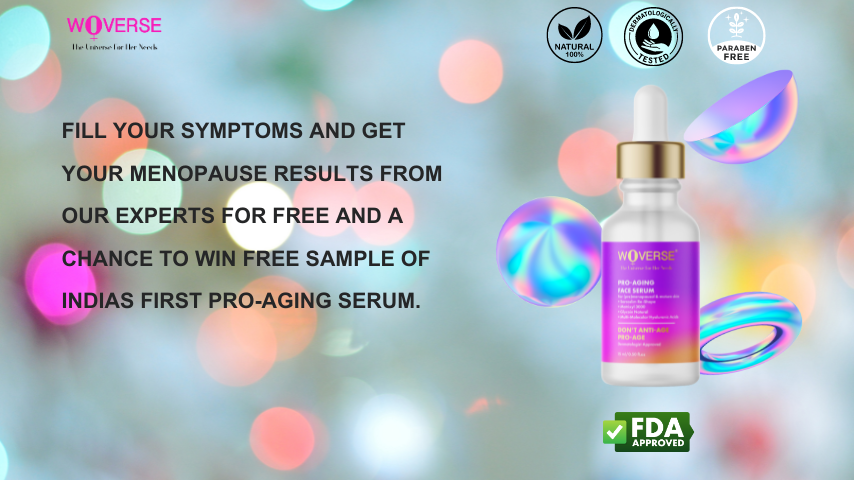 WOVERSE
The Universe For Her Needs
NATURAL
100%
DERMATOLOGICALLY
TESTED
PARABEN
FREE
FILL YOUR SYMPTOMS AND GET
YOUR MENOPAUSE RESULTS FROM
OUR EXPERTS FOR FREE AND A
CHANCE TO WIN FREE SAMPLE OF
INDIAS FIRST PRO-AGING SERUM.
WOVERSE
The Universe For Her Needs
PRO-AGING
FACE SERUM
DON'T ANTI-AGE
PRO-AGE
FDA
APPROVED